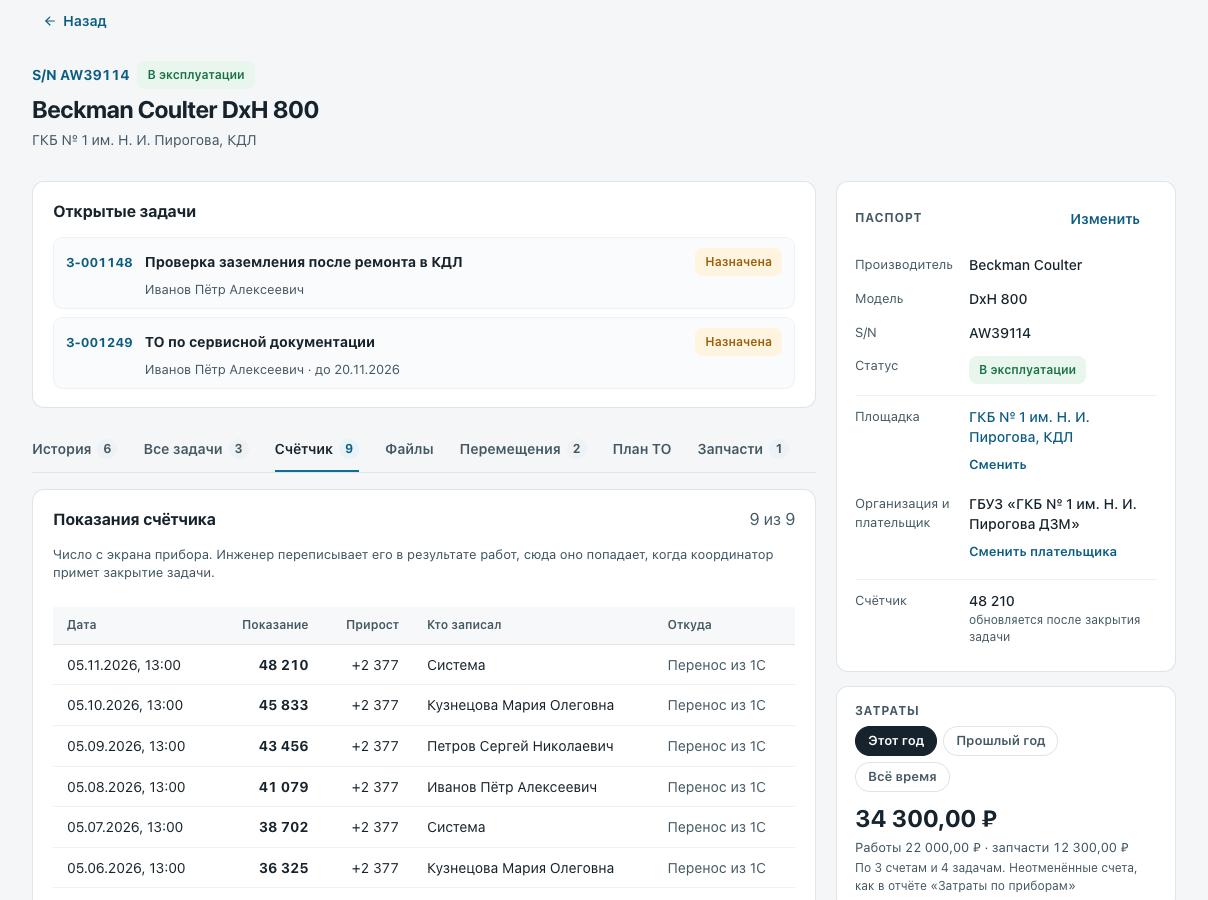 ← Назад
S/N AW39114 В эксплуатации
Beckman Coulter DxH 800
ГКБ № 1 им. Н. И. Пирогова, КДЛ
Открытые задачи
З-001148 Проверка заземления после ремонта в КДЛ Назначена
Иванов Пётр Алексеевич
З-001249 ТО по сервисной документации Назначена
Иванов Пётр Алексеевич · до 20.11.2026
История 6 Все задачи 3 Счётчик 9 Файлы Перемещения 2 План ТО Запчасти 1
Показания счётчика 9 из 9
Число с экрана прибора. Инженер переписывает его в результате работ, сюда оно попадает, когда координатор
примет закрытие задачи.
Дата Показание Прирост Кто записал Откуда
05.11.2026, 13:00 48 210 +2 377 Система Перенос из 1С
05.10.2026, 13:00 45 833 +2 377 Кузнецова Мария Олеговна Перенос из 1С
05.09.2026, 13:00 43 456 +2 377 Петров Сергей Николаевич Перенос из 1С
05.08.2026, 13:00 41 079 +2 377 Иванов Пётр Алексеевич Перенос из 1С
05.07.2026, 13:00 38 702 +2 377 Система Перенос из 1С
05.06.2026, 13:00 36 325 +2 377 Кузнецова Мария Олеговна Перенос из 1С
ПАСПОРТ Изменить
Производитель Beckman Coulter
Модель DxH 800
S/N AW39114
Статус В эксплуатации
Площадка ГКБ № 1 им. Н. И.
Пирогова, КДЛ
Сменить
Организация и ГБУЗ «ГКБ № 1 им. Н. И.
плательщик Пирогова ДЗМ»
Сменить плательщика
Счётчик 48 210
обновляется после закрытия
задачи
ЗАТРАТЫ
Этот год Прошлый год
Всё время
34 300,00 ₽
Работы 22 000,00 ₽ · запчасти 12 300,00 ₽
По 3 счетам и 4 задачам. Неотменённые счета,
как в отчёте «Затраты по приборам»